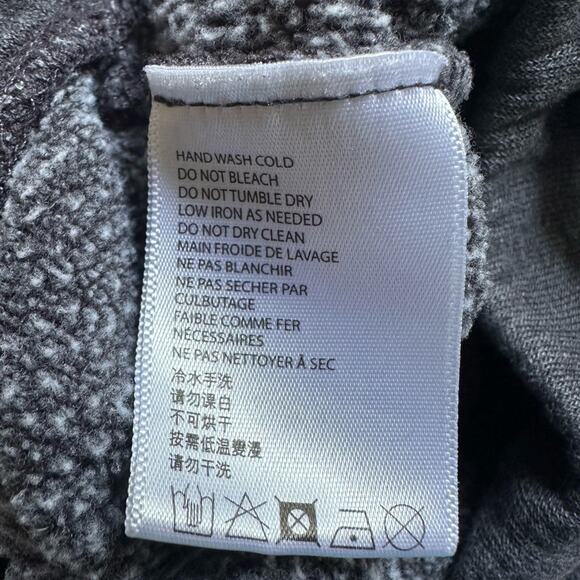 HAND WASH COLD
DO NOT BLEACH
DO NOT TUMBLE DRY
LOW IRON AS NEEDED
DO NOT DRY CLEAN
MAIN FROIDE DE LAVAGE
NE PAS BLANCHIR
NE PAS SECHER PAR
CULBUTAGE
FAIBLE COMME FER
NECESSAIRES
NE PAS NETTOYER À SEC
冷水手洗
请勿课白
不可烘干
按需低温變漫
请勿干洗